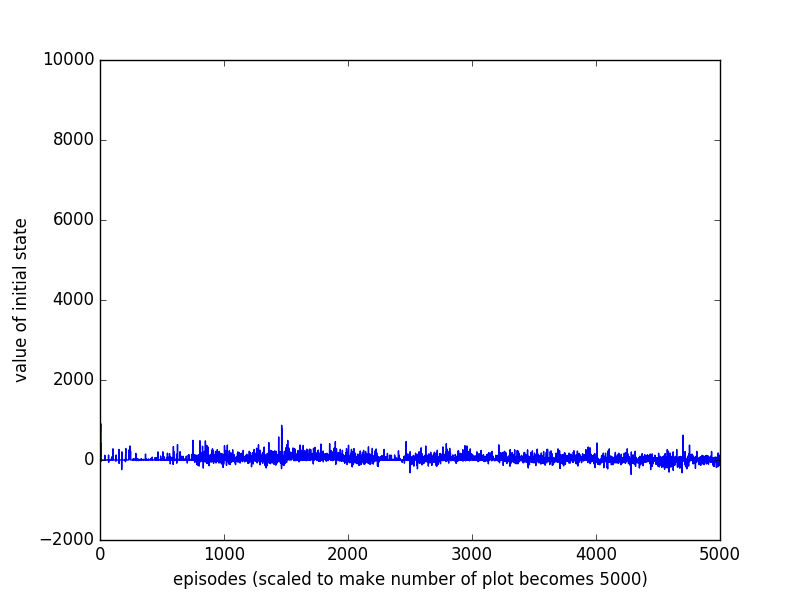 10000
8000
6000
4000
2000
0
−2000
value of initial state
0 1000 2000 3000 4000 5000
episodes (scaled to make number of plot becomes 5000)